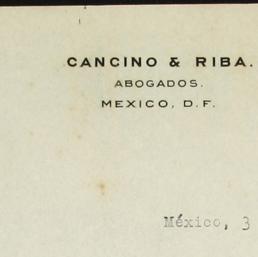 CANCINO & RIBA.
ABOGADOS.
MEXICO, D.F.
México, 3